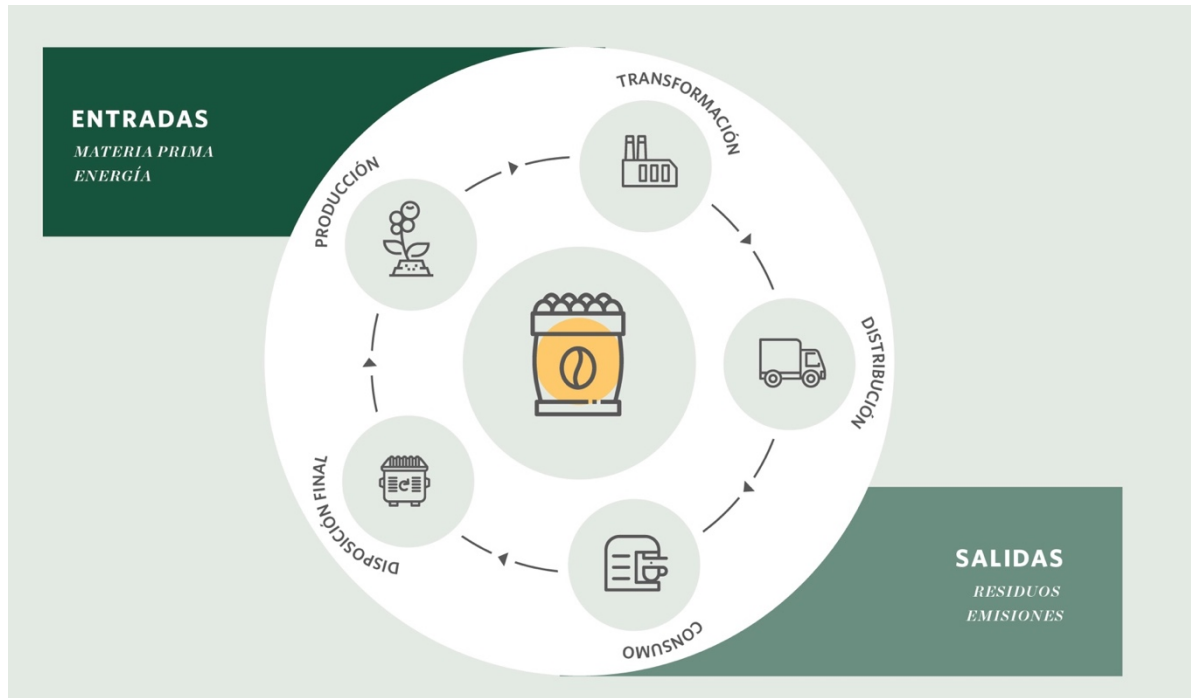 ENTRADAS
MATERIA PRIMA
ENERGÍA
PRODUCCIÓN
TRANSFORMACIÓN
DISTRIBUCIÓN
CONSUMO
DISPOSICIÓN FINAL
SALIDAS
RESIDUOS
EMISIONES